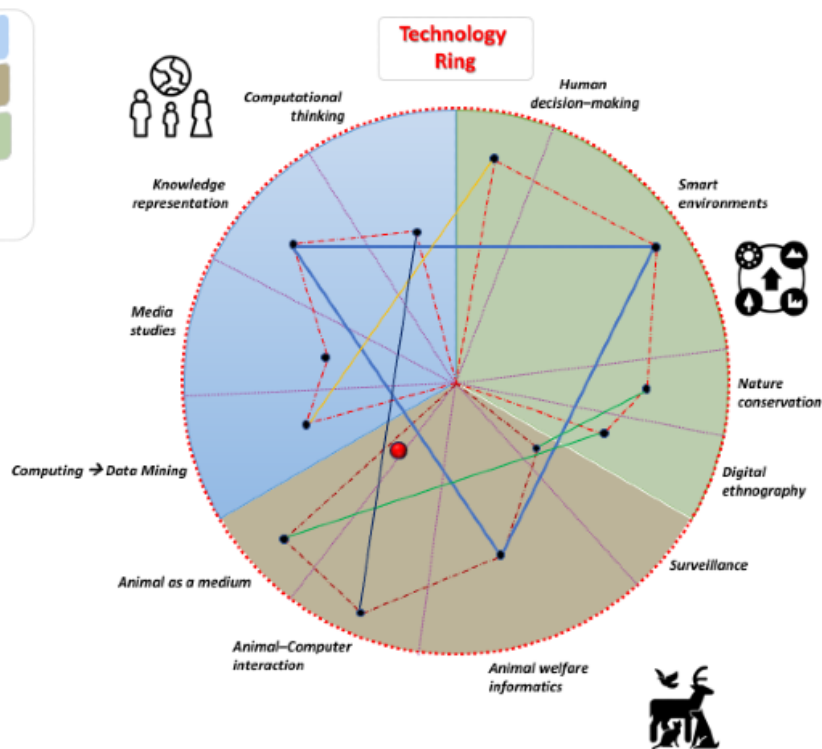 Technology
Ring
Human
decision–making
Computational
thinking
Knowledge
representation
Smart
environments
Media
studies
Nature
conservation
Computing → Data Mining
Digital
ethnography
Surveillance
Animal as a medium
Animal–Computer
interaction
Animal welfare
informatics